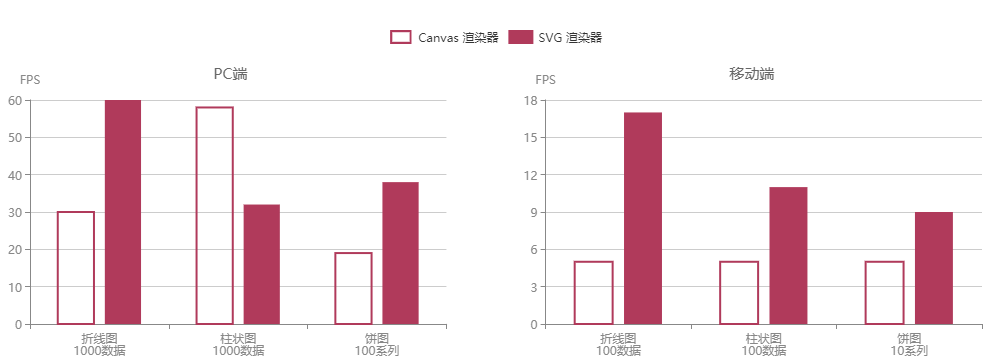 Canvas 渲染器 SVG 渲染器
PC端
FPS
60
50
40
30
20
10
0
折线图
1000数据
柱状图
1000数据
饼图
100系列
移动端
FPS
18
15
12
9
6
3
0
折线图
100数据
柱状图
100数据
饼图
10系列